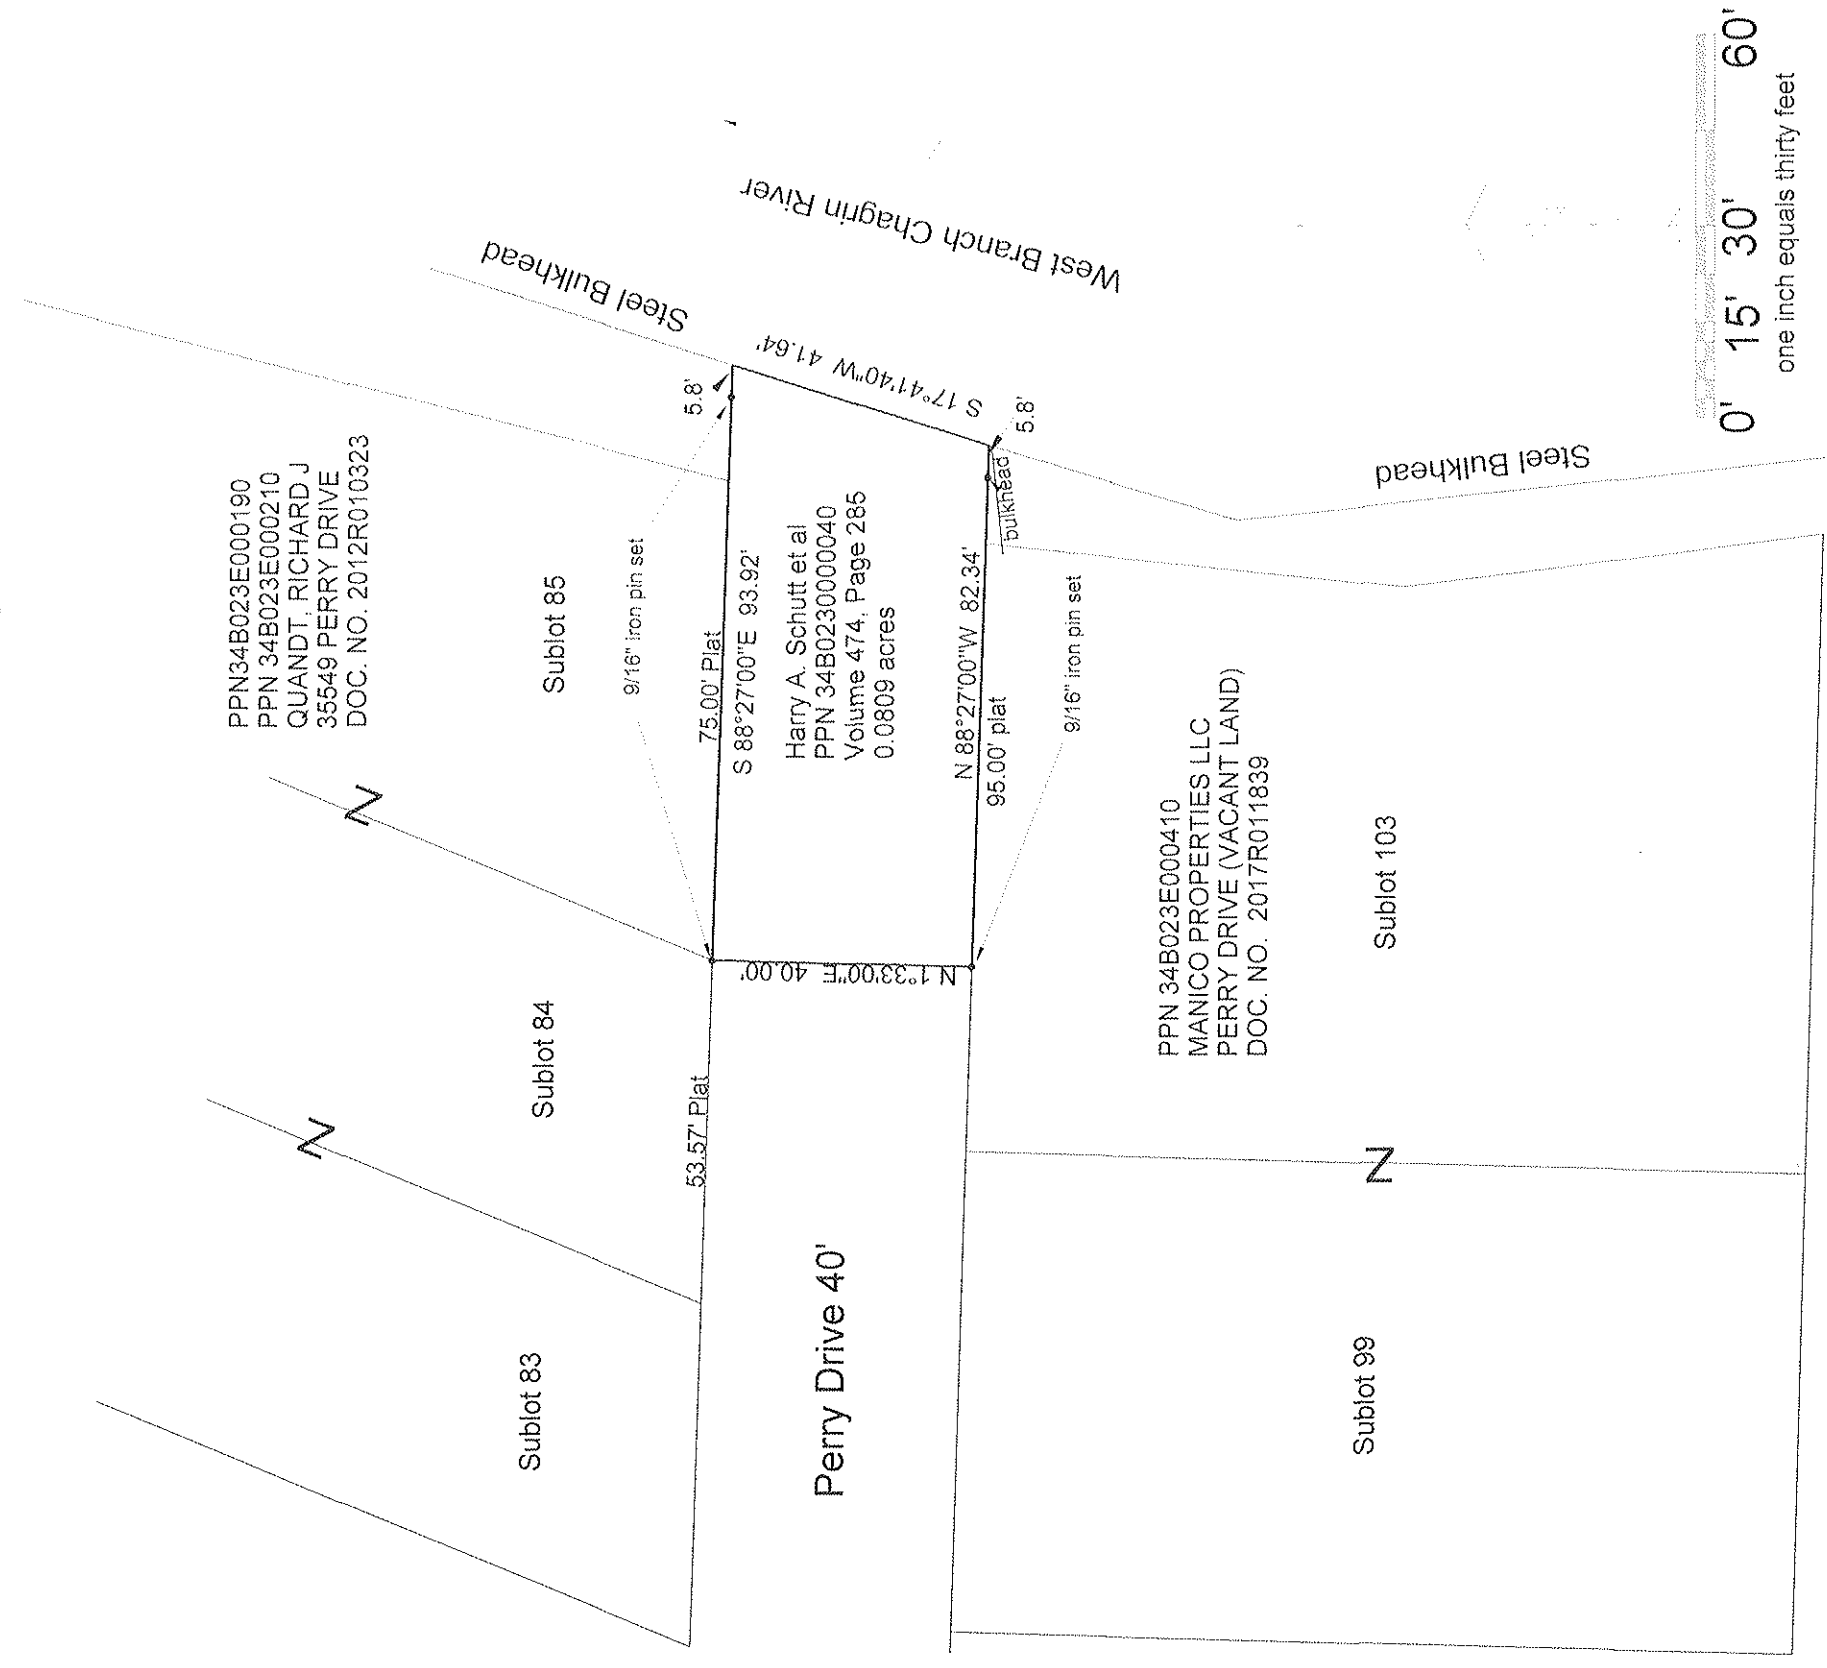 PPN34B023E000190
PPN 34B023E000210
QUANDT, RICHARD J
35549 PERRY DRIVE
DOC. NO. 2012R010323
Sublot 85
9/16" iron pin set
75.00' Plat
S 88°27'00"E 93.92'
5.8'
Harry A. Schutt et al
PPN 34B0230000040
Volume 474, Page 285
0.0809 acres
N 88°27'00"W 82.34'
95.00' plat
9/16" iron pin set
bulkhead
5.8'
S 17°41'40"W 41.64'
Steel Bulkhead
West Branch Chagrin River
Steel Bulkhead
N 1°33'00"E 40.00'
Z
Sublot 84
Z
53.57' Plat
Sublot 83
Perry Drive 40'
PPN 34B023E000410
MANICO PROPERTIES LLC
PERRY DRIVE (VACANT LAND)
DOC. NO. 2017R011839
Sublot 103
Z
Sublot 99
0' 15' 30' 60'
one inch equals thirty feet